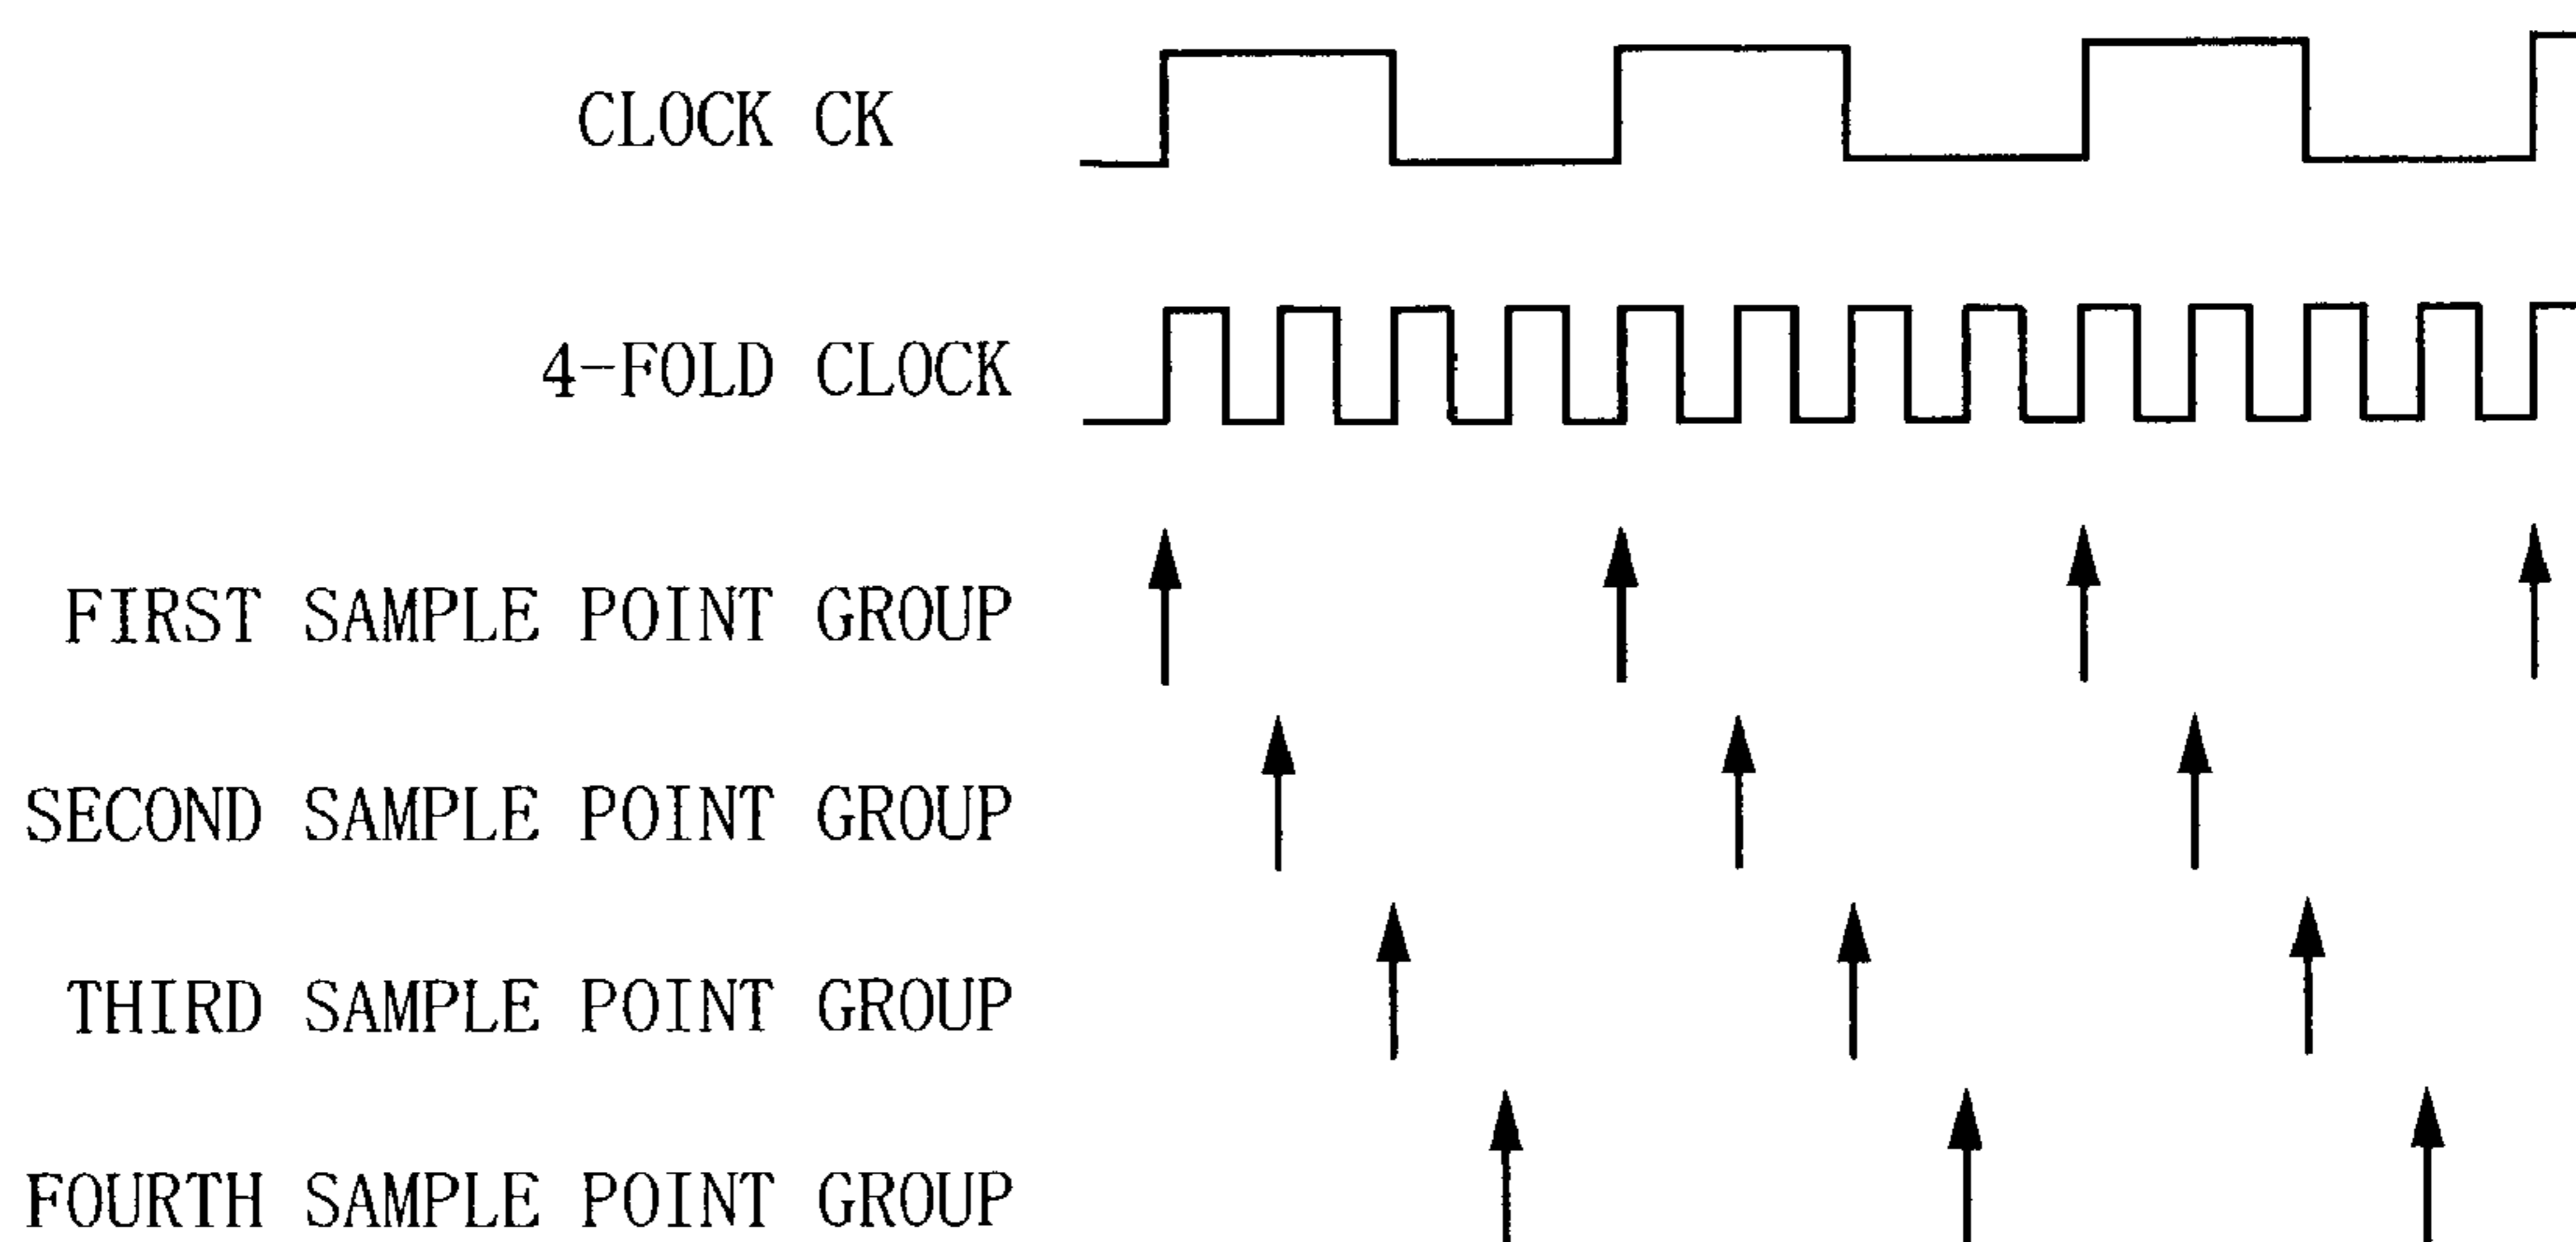 CLOCK CK
4-FOLD CLOCK
FIRST SAMPLE POINT GROUP
SECOND SAMPLE POINT GROUP
THIRD SAMPLE POINT GROUP
FOURTH SAMPLE POINT GROUP